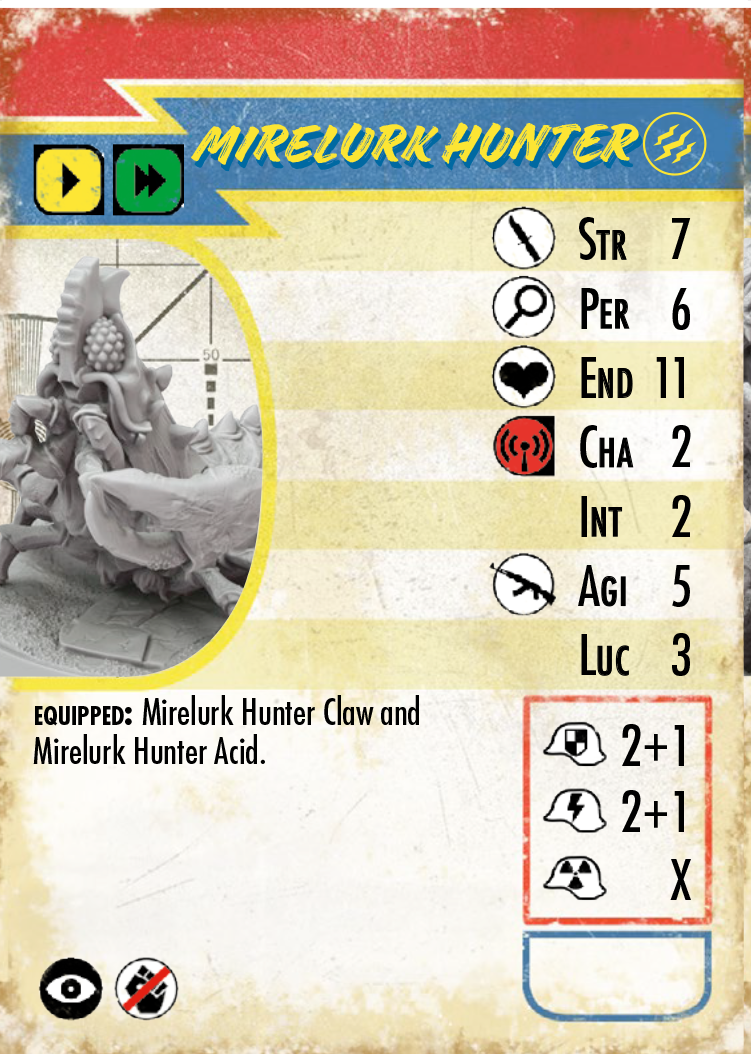 MIRELURK HUNTER
STR 7
PER 6
50
END 11
CHA 2
INT 2
AGI 5
LUC 3
EQUIPPED: Mirelurk Hunter Claw and
Mirelurk Hunter Acid.
2+1
2+1
X